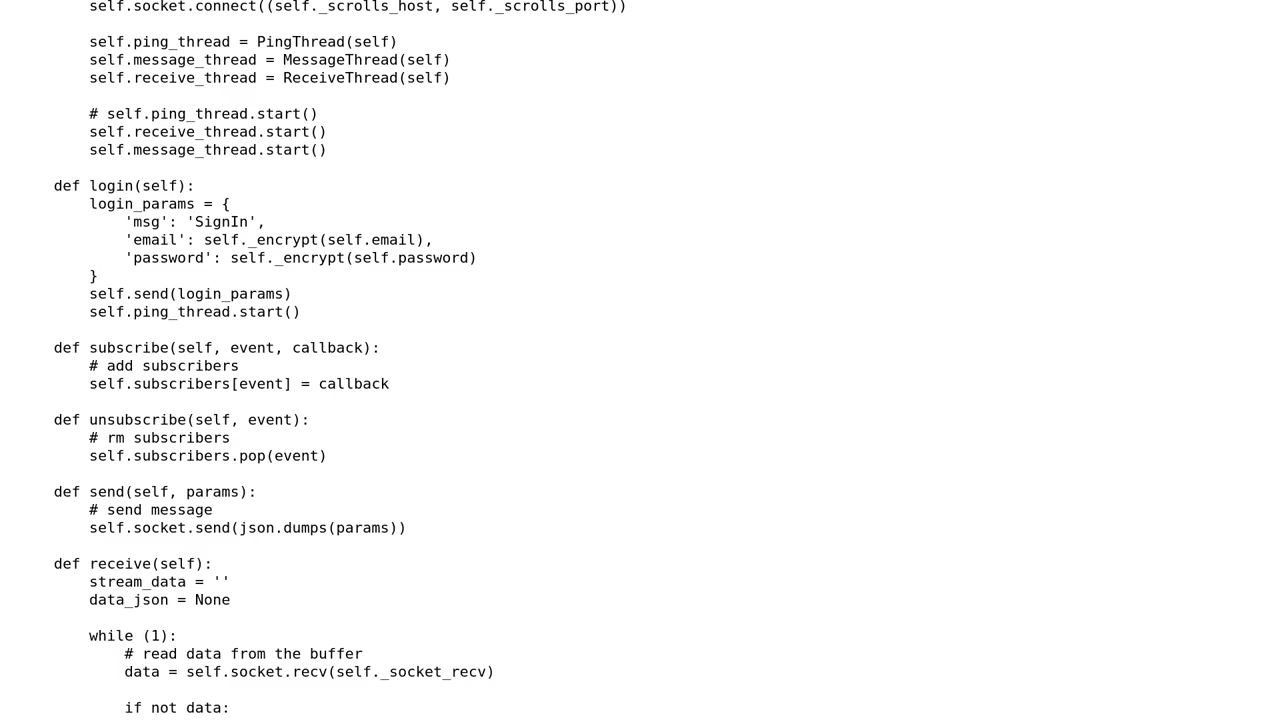 self.socket.connect((self._scrolls_host, self._scrolls_port))

        self.ping_thread = PingThread(self)
        self.message_thread = MessageThread(self)
        self.receive_thread = ReceiveThread(self)

        # self.ping_thread.start()
        self.receive_thread.start()
        self.message_thread.start()

    def login(self):
        login_params = {
            'msg': 'SignIn',
            'email': self._encrypt(self.email),
            'password': self._encrypt(self.password)
        }
        self.send(login_params)
        self.ping_thread.start()

    def subscribe(self, event, callback):
        # add subscribers
        self.subscribers[event] = callback

    def unsubscribe(self, event):
        # rm subscribers
        self.subscribers.pop(event)

    def send(self, params):
        # send message
        self.socket.send(json.dumps(params))

    def receive(self):
        stream_data = ''
        data_json = None

        while (1):
            # read data from the buffer
            data = self.socket.recv(self._socket_recv)

            if not data: